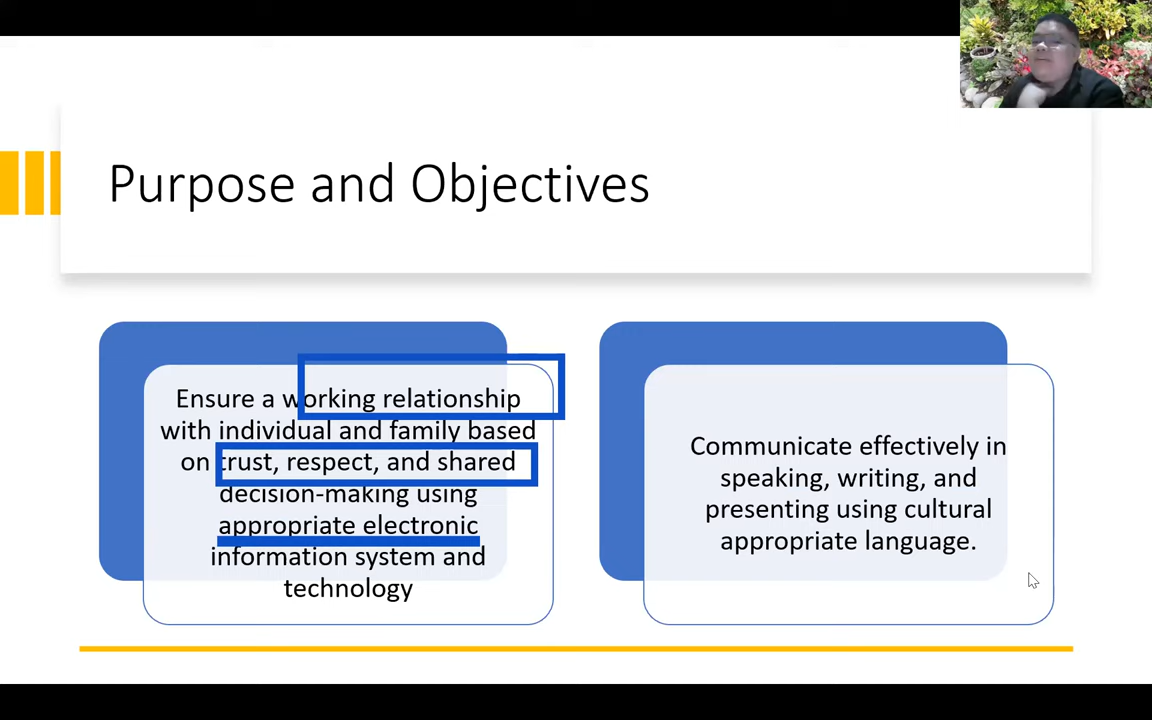 Purpose and Objectives
Ensure a working relationship
with individual and family based
on trust, respect, and shared
decision-making using
appropriate electronic
information system and
technology
Communicate effectively in
speaking, writing, and
presenting using cultural
appropriate language.